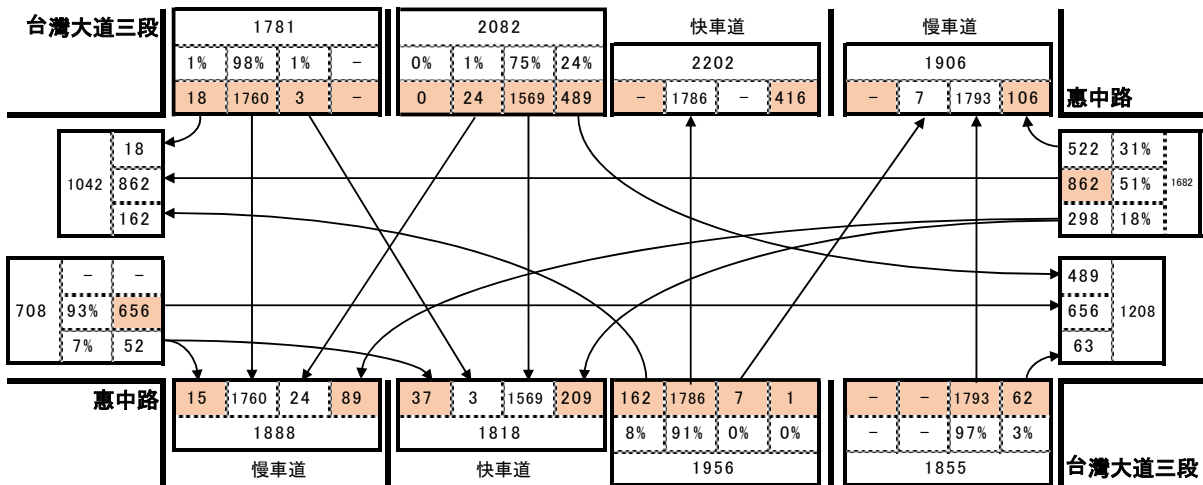 台灣大道三段 1781 2082 快車道 慢車道
1% 98% 1% - 0% 1% 75% 24% 2202 1906
18 1760 3 - 0 24 1569 489 - 1786 - 416 - 7 1793 106 惠中路
18 522 31%
1042 862 862 51% 1682
162 298 18%
- - 489
708 93% 656 656 1208
7% 52 63
惠中路 15 1760 24 89 37 3 1569 209 162 1786 7 1 - - 1793 62
1888 1818 8% 91% 0% 0% - - 97% 3%
慢車道 快車道 1956 1855 台灣大道三段